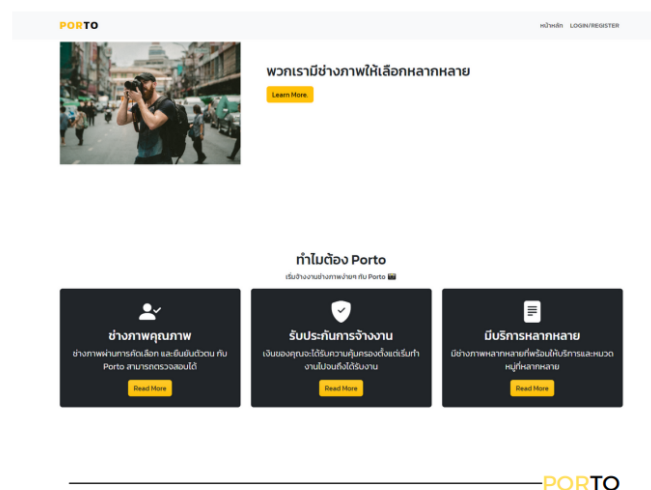 PORTO
หน้าหลัก LOGIN/REGISTER
พวกเรามีช่างภาพให้เลือกหลากหลาย
Learn More
ทำไมต้อง Porto
เริ่มจ้างงานช่างภาพง่ายๆ กับ Porto 📷
ช่างภาพคุณภาพ
ช่างภาพผ่านการคัดเลือก และยืนยันตัวตน กับ
Porto สามารถตรวจสอบได้
Read More
รับประกันการจ้างงาน
เงินของคุณจะได้รับความคุ้มครองตั้งแต่เริ่มทำ
งานไปจนถึงได้รับงาน
Read More
มีบริการหลากหลาย
มีช่างภาพหลากหลายที่พร้อมให้บริการและหมวด
หมู่ที่หลากหลาย
Read More
PORTO